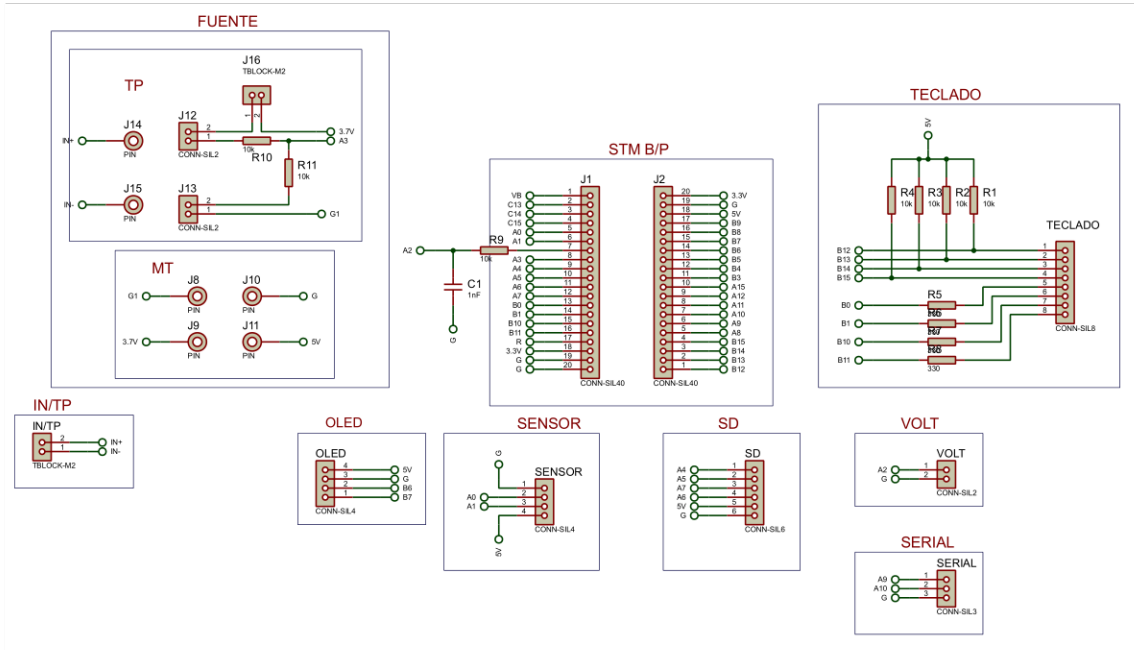 FUENTE
TP
J16
TBLOCK-M2
1
2
J14
IN+
PIN
J12
2
1
CONN-SIL2
10k
R10
3.7V
A3
R11
10k
J15
IN-
PIN
J13
2
1
CONN-SIL2
G1
MT
J8
G1
PIN
J10
G
PIN
J9
3.7V
PIN
J11
5V
PIN
STM B/P
J1
VB 1
C13 2
C14 3
C15 4
A0 5
A1 6
7
A3 8
A4 9
A5 10
A6 11
A7 12
B0 13
B1 14
B10 15
B11 16
R 17
3.3V 18
G 19
G 20
CONN-SIL40
A2
R9
10k
C1
1nF
G
J2
20 3.3V
19 G
18 5V
17 B9
16 B8
15 B7
14 B6
13 B5
12 B4
11 B3
10 A15
9 A12
8 A11
7 A10
6 A9
5 A8
4 B15
3 B14
2 B13
1 B12
CONN-SIL40
TECLADO
5V
R4 R3 R2 R1
10k 10k 10k 10k
TECLADO
B12 1
B13 2
B14 3
B15 4
5
6
7
8
CONN-SIL8
B0
R5
B1
B10
B11
330
IN/TP
IN/TP
2 IN+
1 IN-
TBLOCK-M2
OLED
OLED
4 5V
3 G
2 B6
1 B7
CONN-SIL4
SENSOR
G
SENSOR
1
A0 2
A1 3
4
5V
CONN-SIL4
SD
SD
A4 1
A5 2
A7 3
A6 4
5V 5
G 6
CONN-SIL6
VOLT
VOLT
A2 1
G 2
CONN-SIL2
SERIAL
SERIAL
A9 1
A10 2
G 3
CONN-SIL3